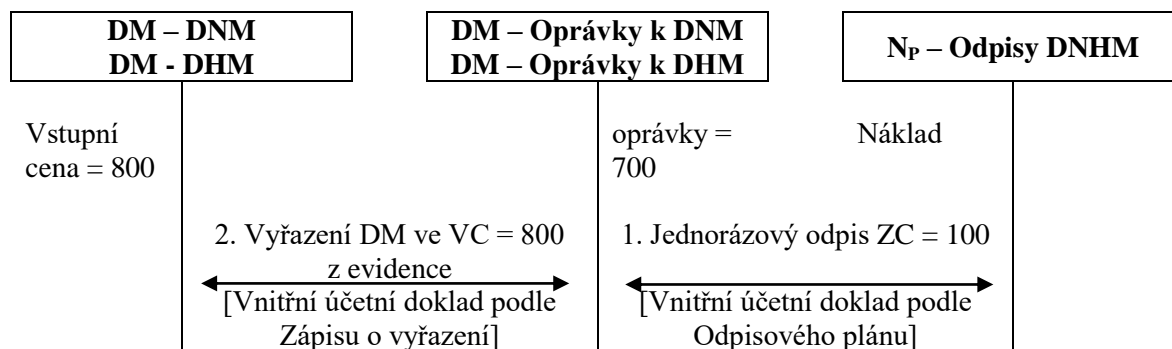 DM – DNM
DM - DHM
DM – Oprávky k DNM
DM – Oprávky k DHM
Nₚ – Odpisy DNHM
Vstupní
cena = 800
oprávky =
700
Náklad
2. Vyřazení DM ve VC = 800
z evidence
[Vnitřní účetní doklad podle
Zápisu o vyřazení]
1. Jednorázový odpis ZC = 100
[Vnitřní účetní doklad podle
Odpisového plánu]